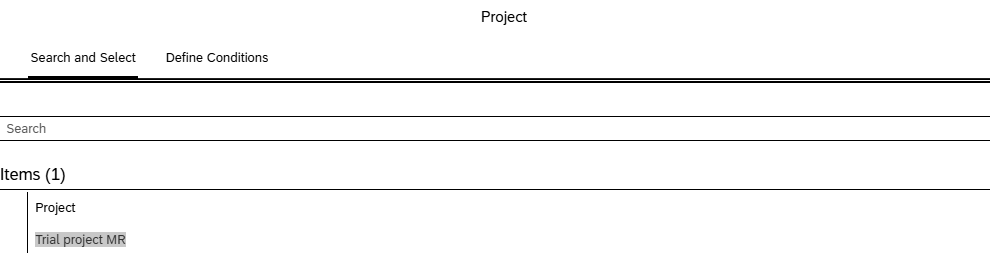 Project
Search and Select Define Conditions
Search
Items (1)
Project
Trial project MR